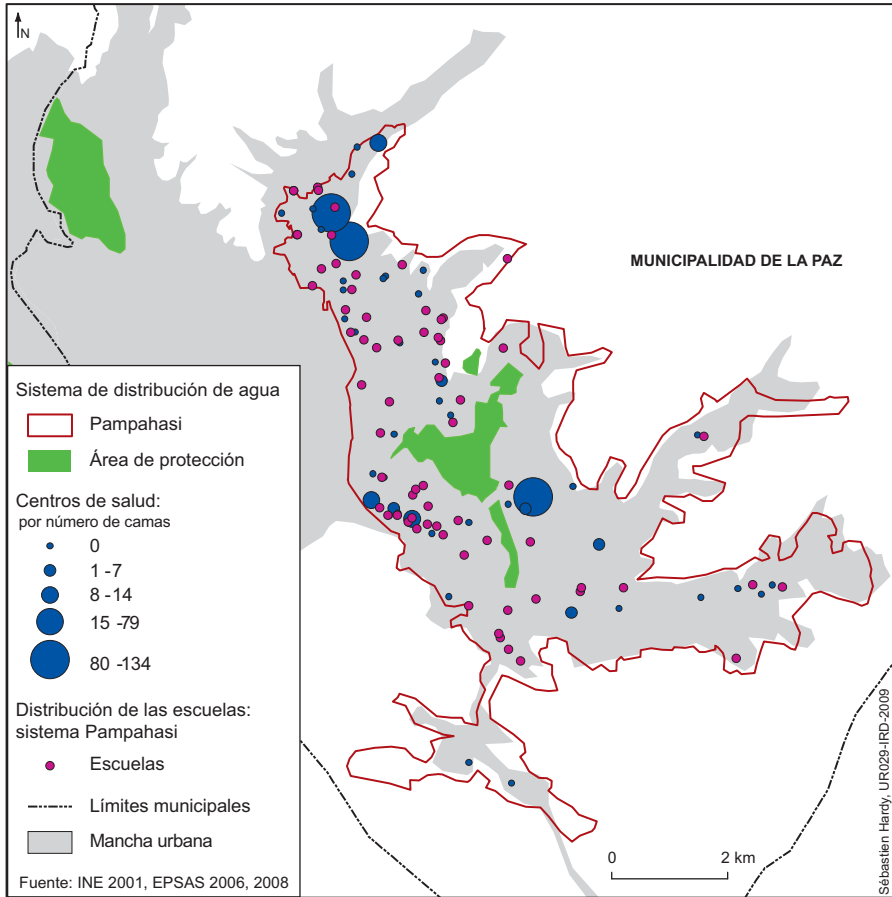 N
MUNICIPALIDAD DE LA PAZ
Sistema de distribución de agua
Pampahasi
Área de protección
Centros de salud:
por número de camas
0
1 -7
8 -14
15 -79
80 -134
Distribución de las escuelas:
sistema Pampahasi
Escuelas
Límites municipales
Mancha urbana
Fuente: INE 2001, EPSAS 2006, 2008
0 2 km
Sébastien Hardy, UR029-IRD-2009